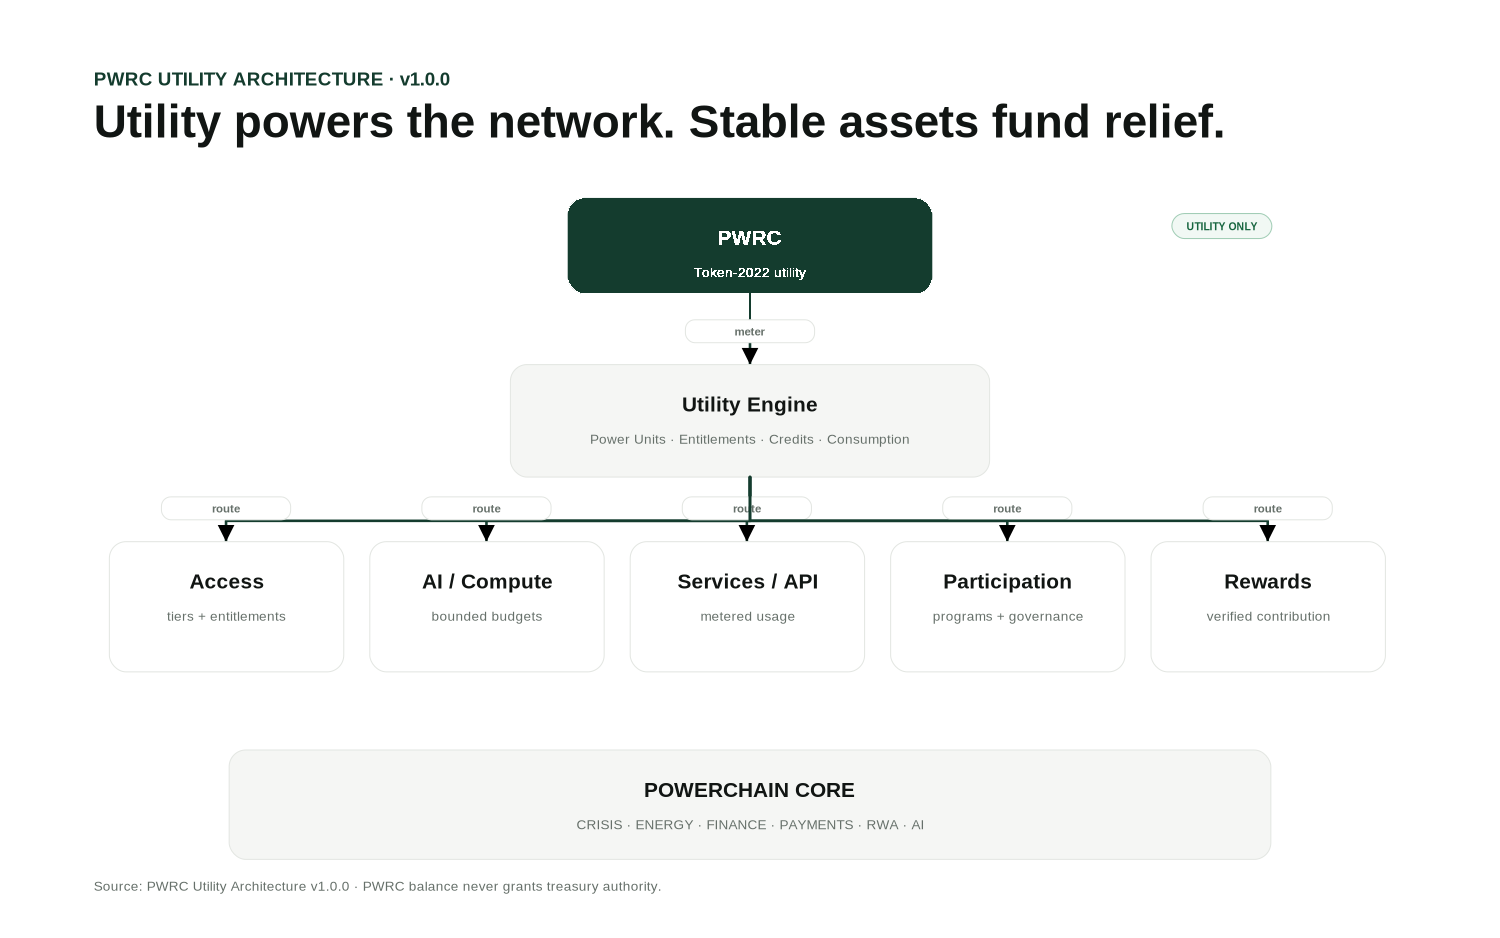 PWRC UTILITY ARCHITECTURE · v1.0.0
Utility powers the network. Stable assets fund relief.
PWRC
Token-2022 utility
UTILITY ONLY
meter
Utility Engine
Power Units · Entitlements · Credits · Consumption
route
route
route
route
route
Access
tiers + entitlements
AI / Compute
bounded budgets
Services / API
metered usage
Participation
programs + governance
Rewards
verified contribution
POWERCHAIN CORE
CRISIS · ENERGY · FINANCE · PAYMENTS · RWA · AI
Source: PWRC Utility Architecture v1.0.0 · PWRC balance never grants treasury authority.